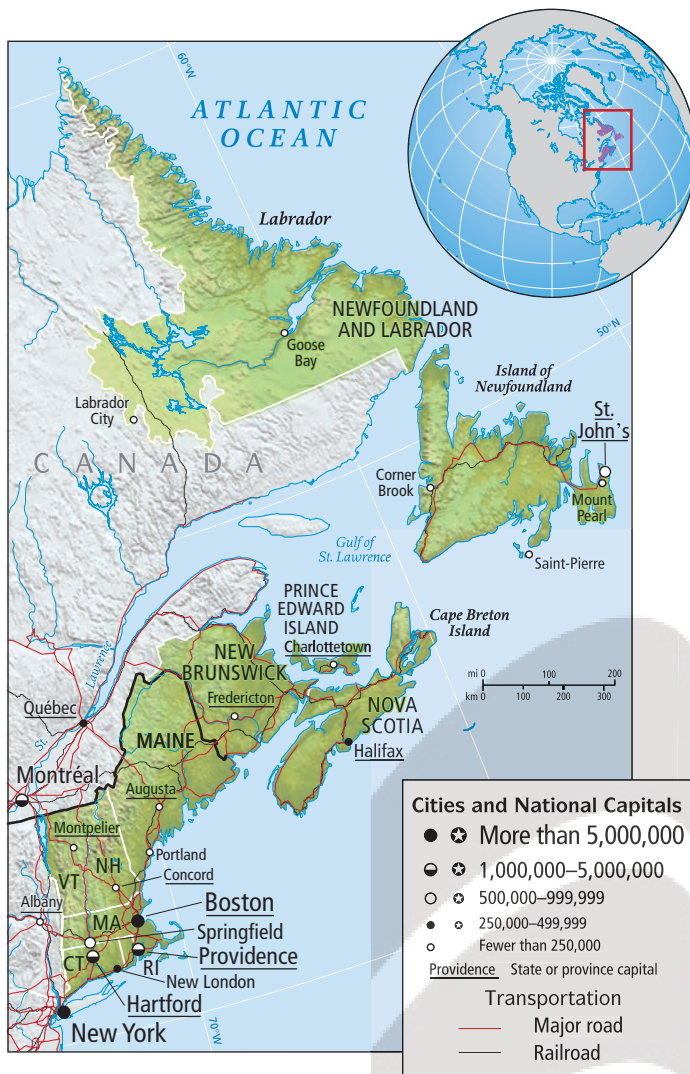 60°W
ATLANTIC
OCEAN
Labrador
NEWFOUNDLAND
AND LABRADOR
50°N
Goose
Bay
Island of
Newfoundland
Labrador
City
St.
John's
CANADA
Corner
Brook
Mount
Pearl
Gulf of
St. Lawrence
Saint-Pierre
PRINCE
EDWARD
ISLAND
Charlottetown
Cape Breton
Island
NEW
BRUNSWICK
Fredericton
St. Lawrence
mi 0 100 200
km 0 100 200 300
NOVA
SCOTIA
Québec
MAINE
Halifax
Montréal
Augusta
Montpelier
Portland
NH
Concord
VT
Albany
Boston
MA
Springfield
Providence
CT
RI
New London
Hartford
New York
70°W
Cities and National Capitals
More than 5,000,000
1,000,000–5,000,000
500,000–999,999
250,000–499,999
Fewer than 250,000
Providence State or province capital
Transportation
Major road
Railroad